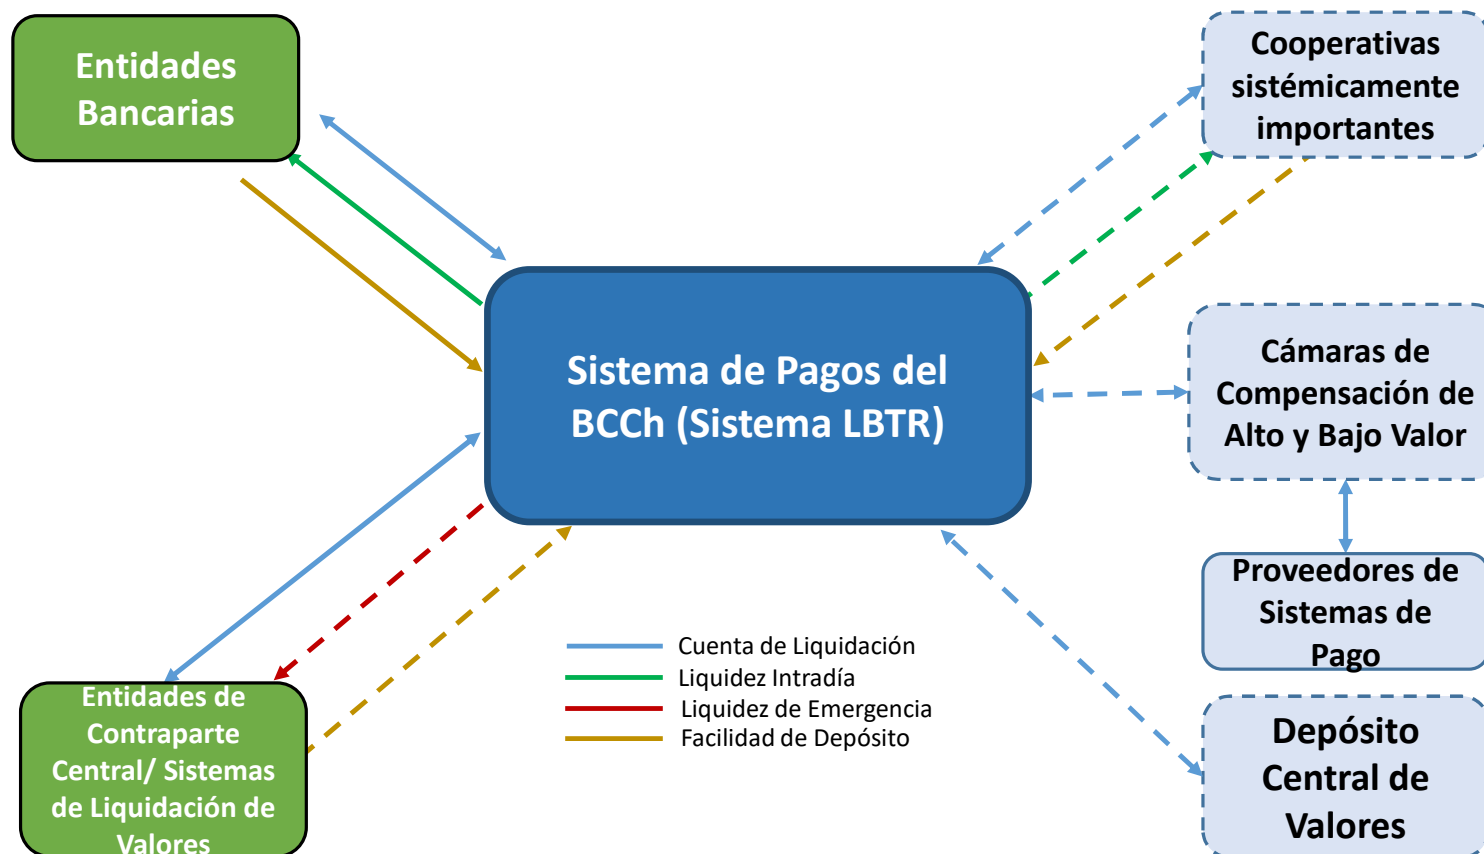 Entidades
Bancarias
Cooperativas
sistémicamente
importantes
Sistema de Pagos del
BCCh (Sistema LBTR)
Cámaras de
Compensación de
Alto y Bajo Valor
Proveedores de
Sistemas de
Pago
Cuenta de Liquidación
Liquidez Intradía
Liquidez de Emergencia
Facilidad de Depósito
Entidades de
Contraparte
Central/ Sistemas
de Liquidación de
Valores
Depósito
Central de
Valores